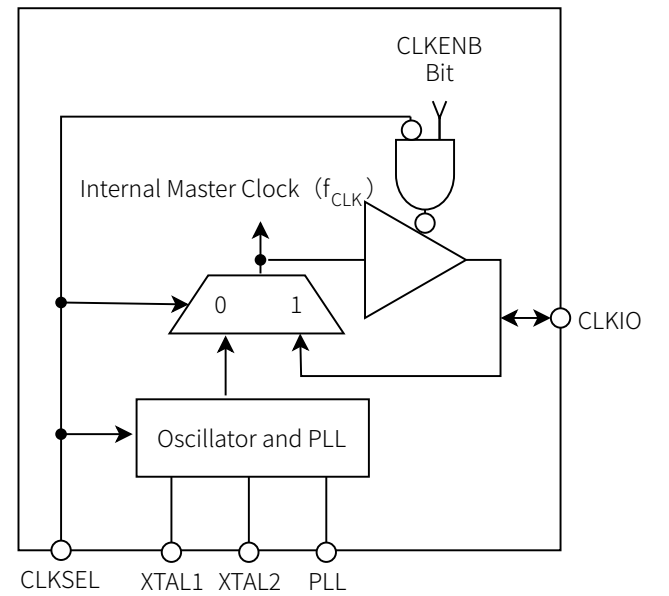 CLKENB
Bit
Internal Master Clock（fCLK）
0 1
CLKIO
Oscillator and PLL
CLKSEL XTAL1 XTAL2 PLL